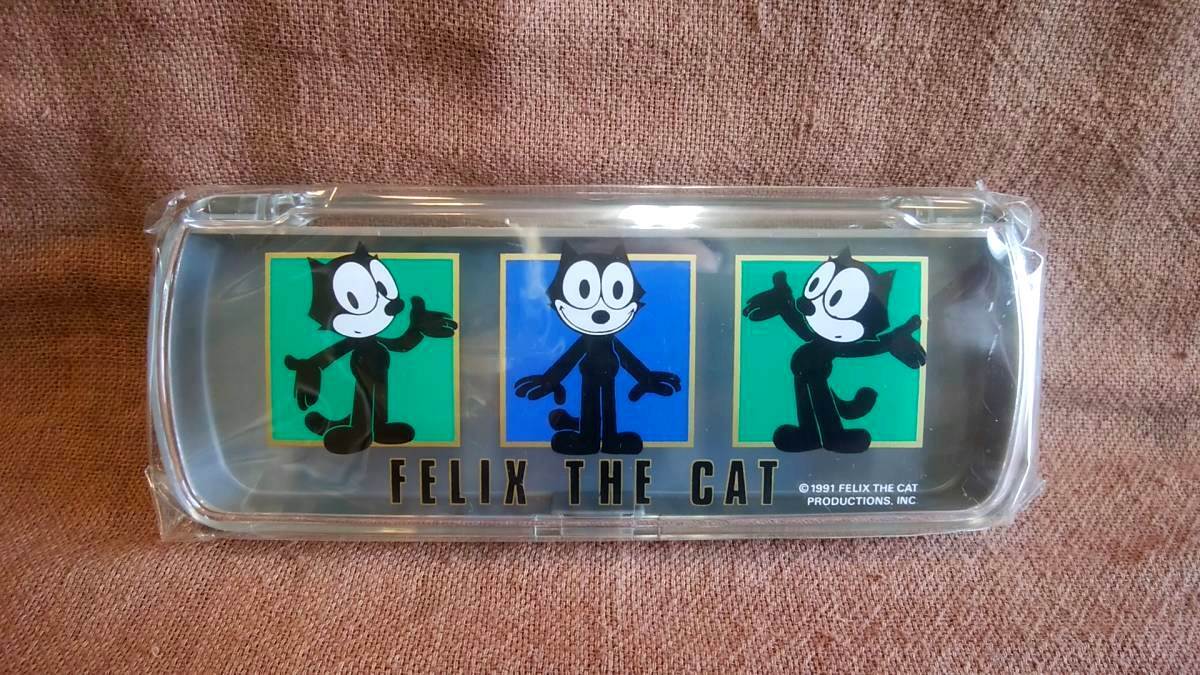 FELIX THE CAT
©1991 FELIX THE CAT
PRODUCTIONS, INC